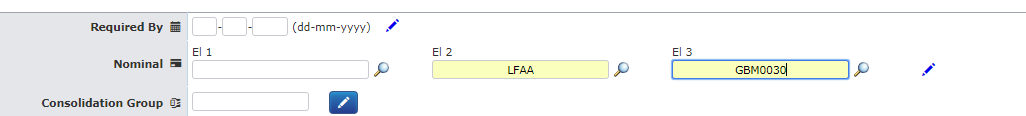 Required By - - (dd-mm-yyyy)
El 1 El 2 El 3
Nominal LFAA GBM0030
Consolidation Group